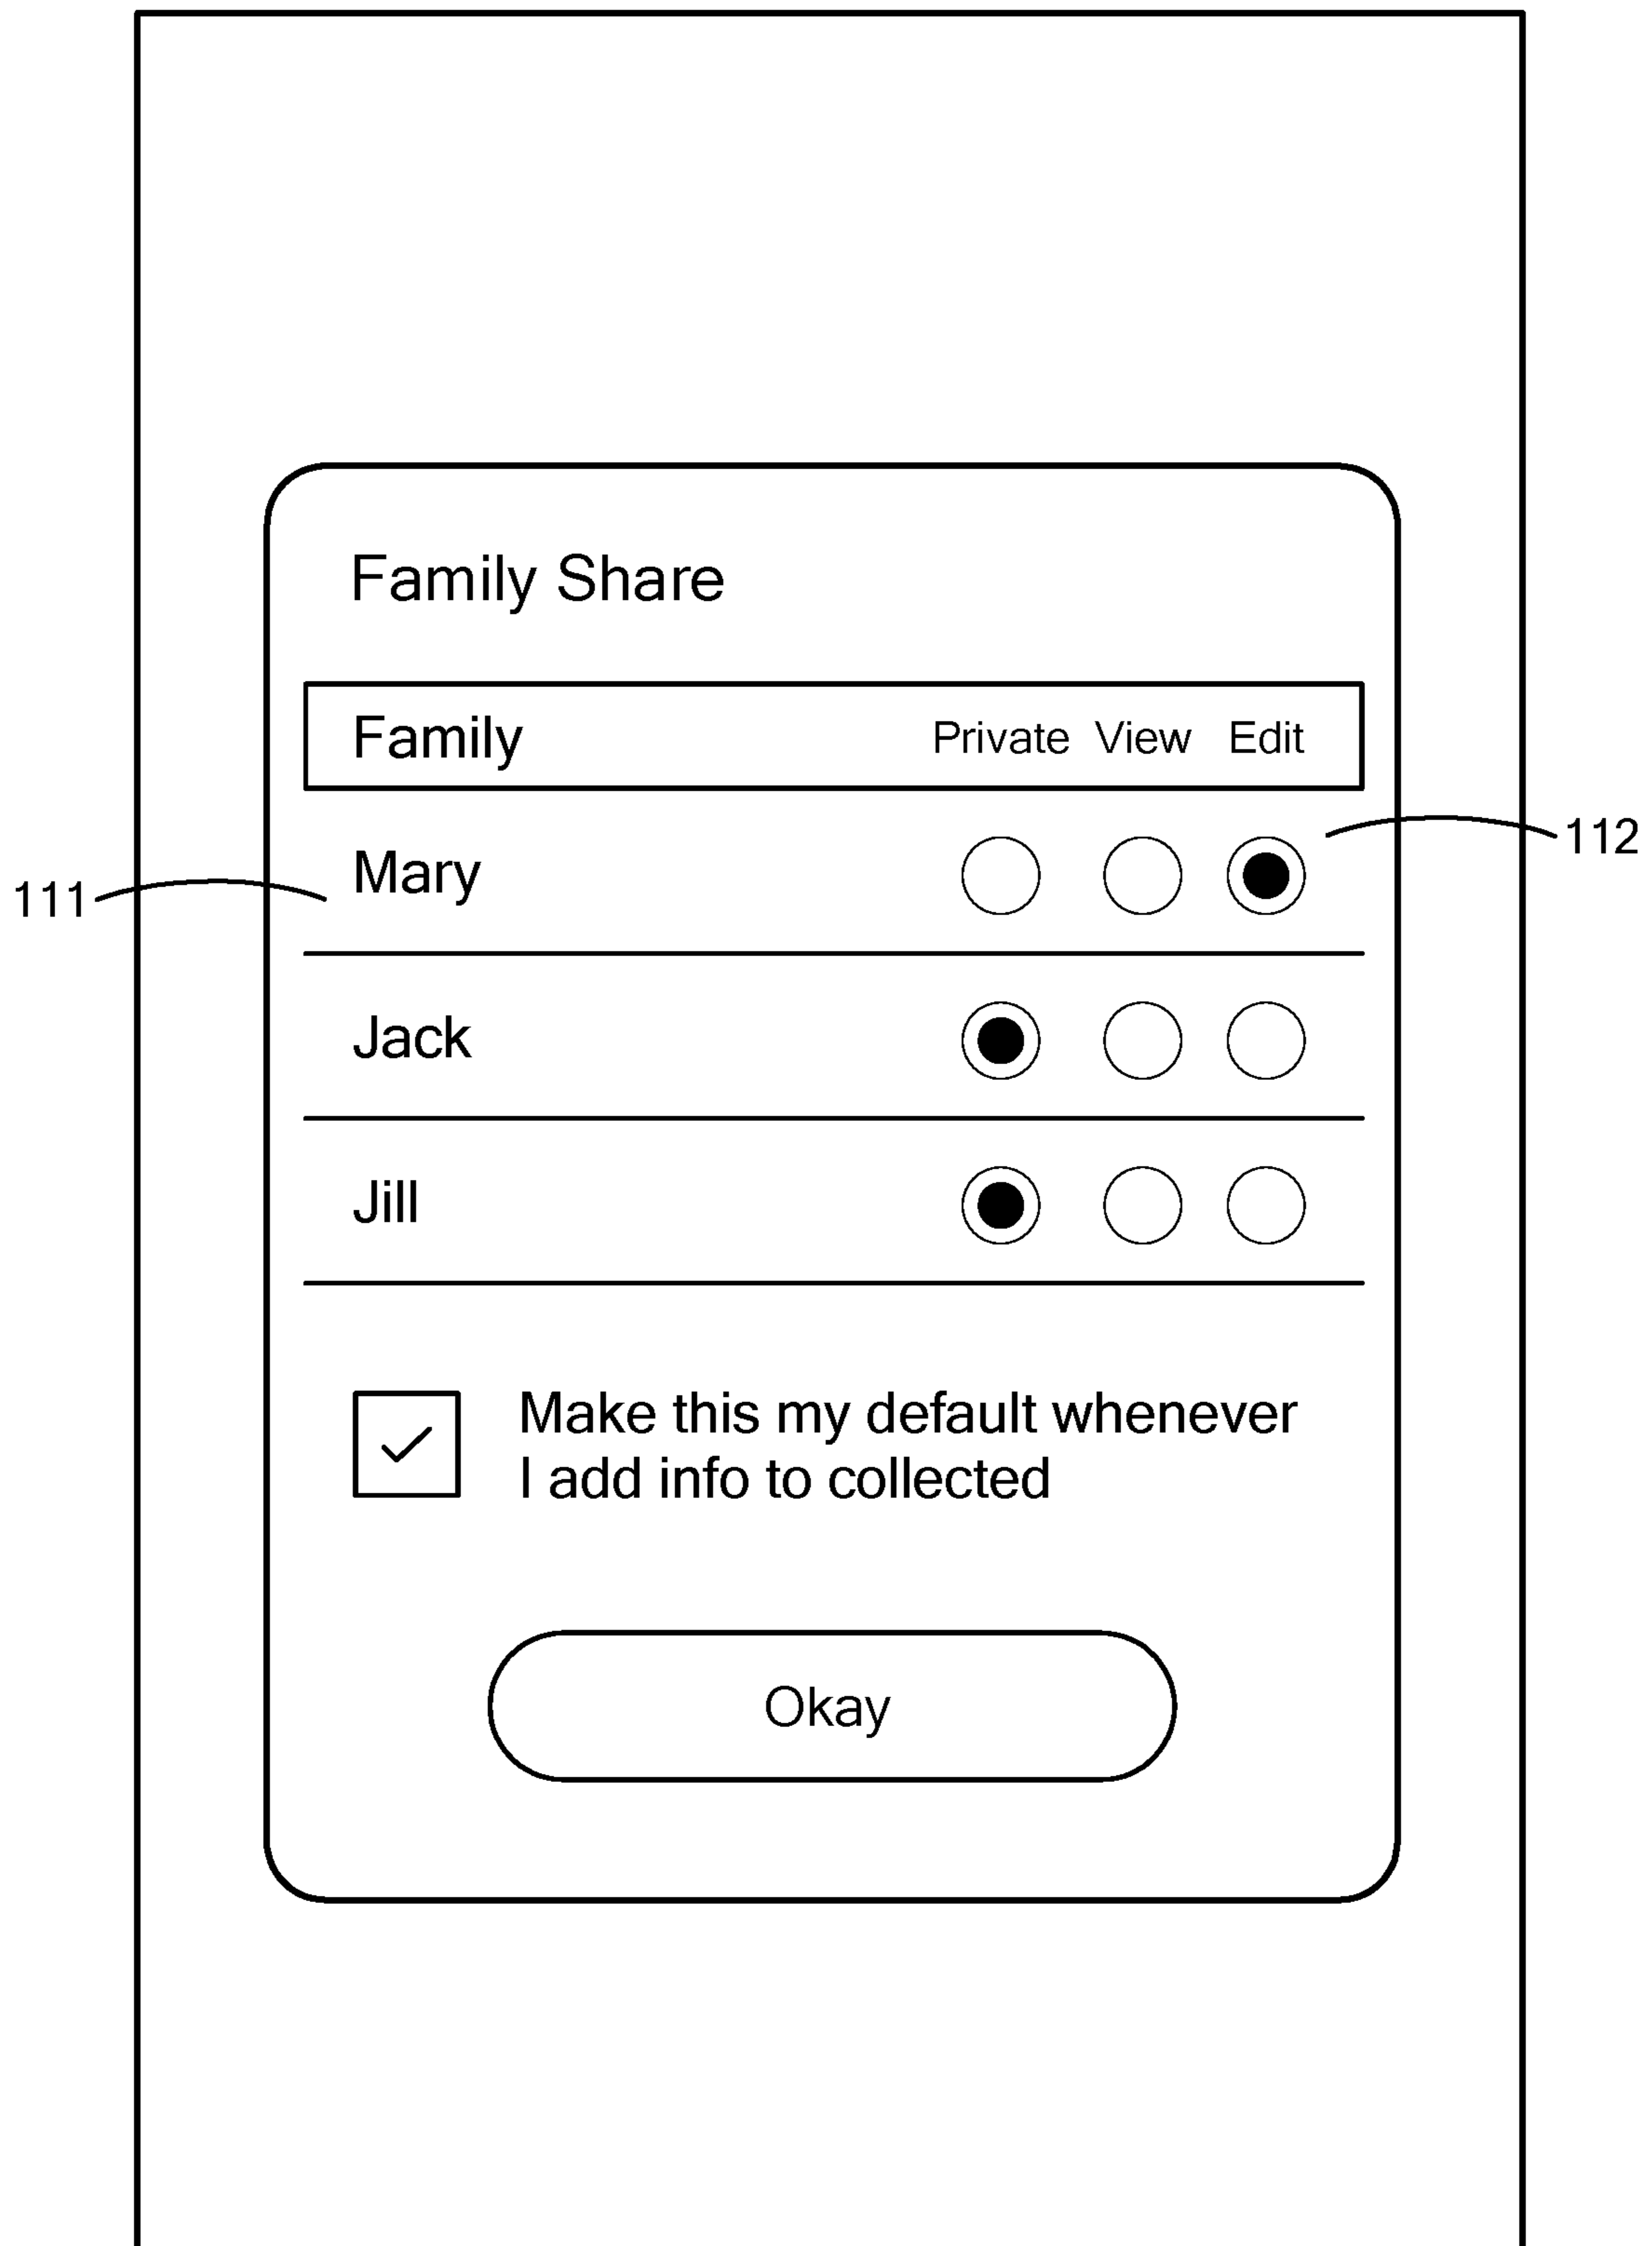 Family Share
Family Private View Edit
Mary
112
111
Jack
Jill
Make this my default whenever
I add info to collected
Okay